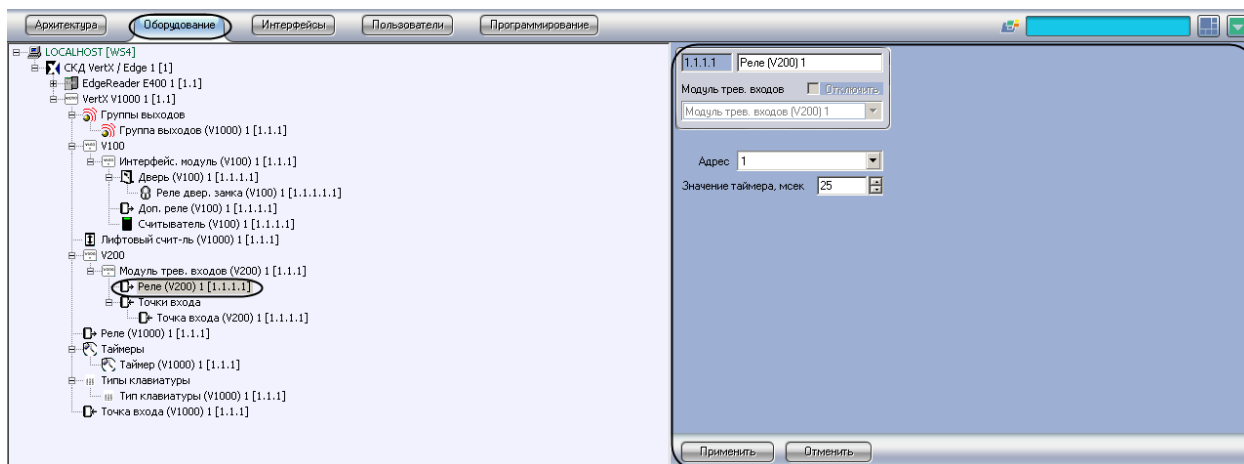 Архитектура Оборудование Интерфейсы Пользователи Программирование
LOCALHOST [WS4]
СКД VertX / Edge 1 [1]
EdgeReader E400 1 [1.1]
VertX V1000 1 [1.1]
Группы выходов
Группа выходов (V1000) 1 [1.1.1]
V100
Интерфейс. модуль (V100) 1 [1.1.1]
Дверь (V100) 1 [1.1.1.1]
Реле двер. замка (V100) 1 [1.1.1.1.1]
Доп. реле (V100) 1 [1.1.1.1]
Считыватель (V100) 1 [1.1.1.1]
Лифтовый счит-ль (V1000) 1 [1.1.1]
V200
Модуль трев. входов (V200) 1 [1.1.1]
Реле (V200) 1 [1.1.1.1]
Точки входа
Точка входа (V200) 1 [1.1.1.1]
Реле (V1000) 1 [1.1.1]
Таймеры
Таймер (V1000) 1 [1.1.1]
Типы клавиатуры
Тип клавиатуры (V1000) 1 [1.1.1]
Точка входа (V1000) 1 [1.1.1]
1.1.1.1 Реле (V200) 1
Модуль трев. входов Отключить
Модуль трев. входов (V200) 1
Адрес 1
Значение таймера, мсек 25
Применить Отменить